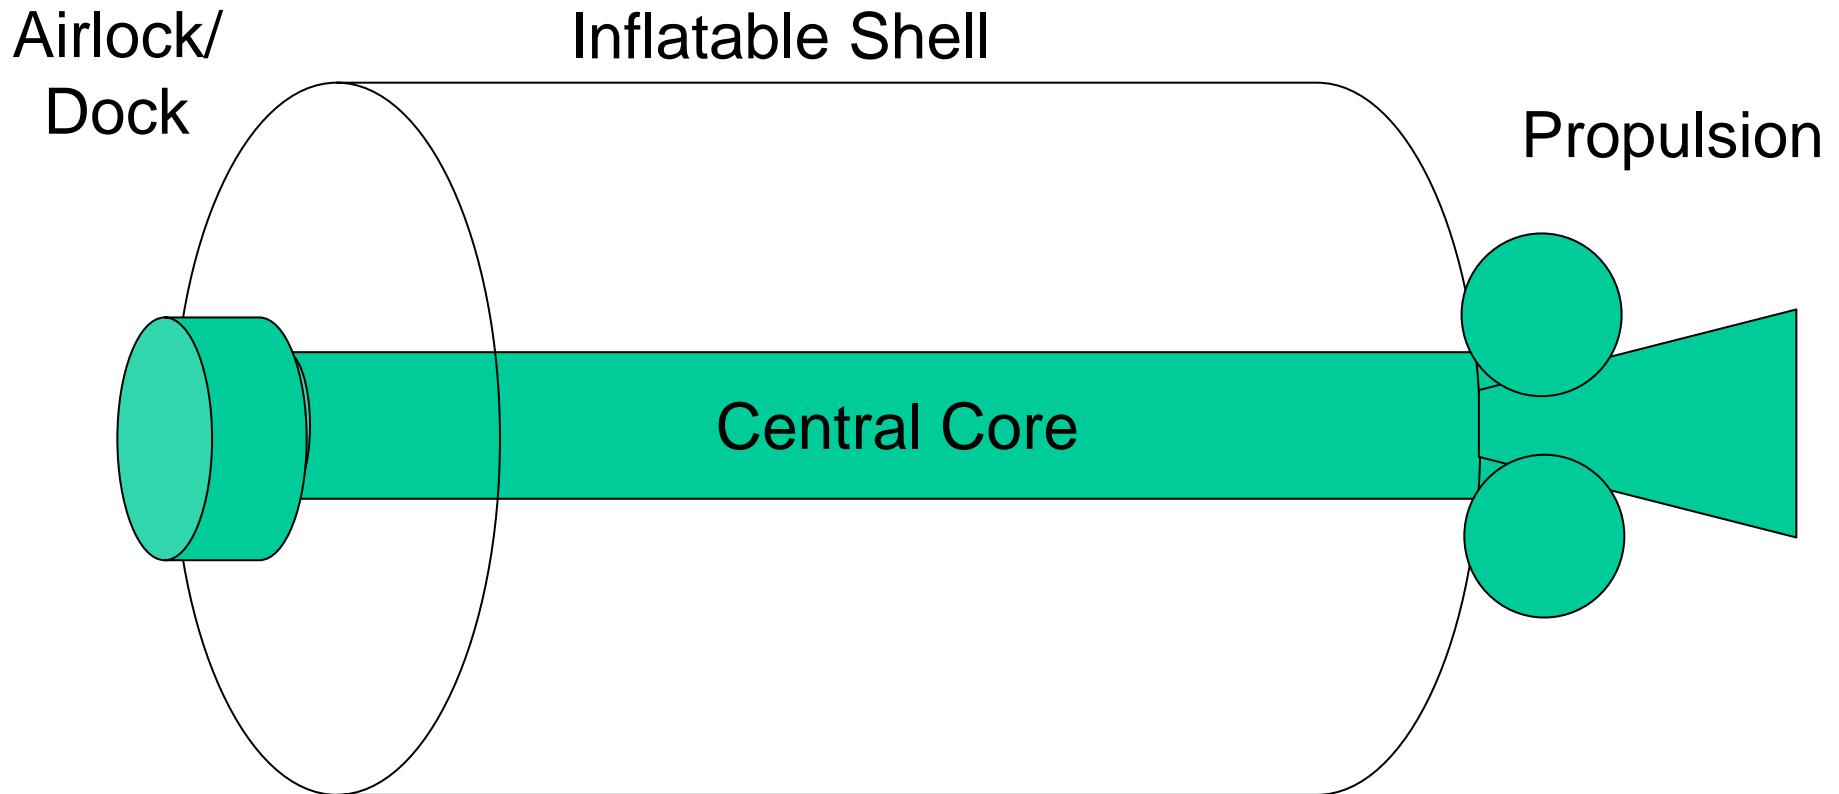 Airlock/
Dock
Inflatable Shell
Propulsion
Central Core